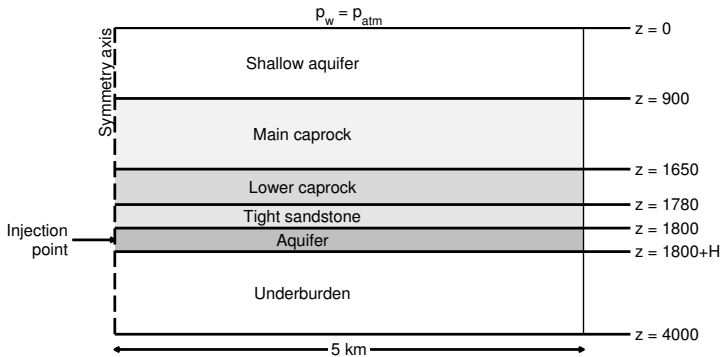 p_w = p_atm
z = 0
Symmetry axis
Shallow aquifer
z = 900
Main caprock
z = 1650
Lower caprock
z = 1780
Tight sandstone
z = 1800
Injection
point
Aquifer
z = 1800+H
Underburden
z = 4000
5 km